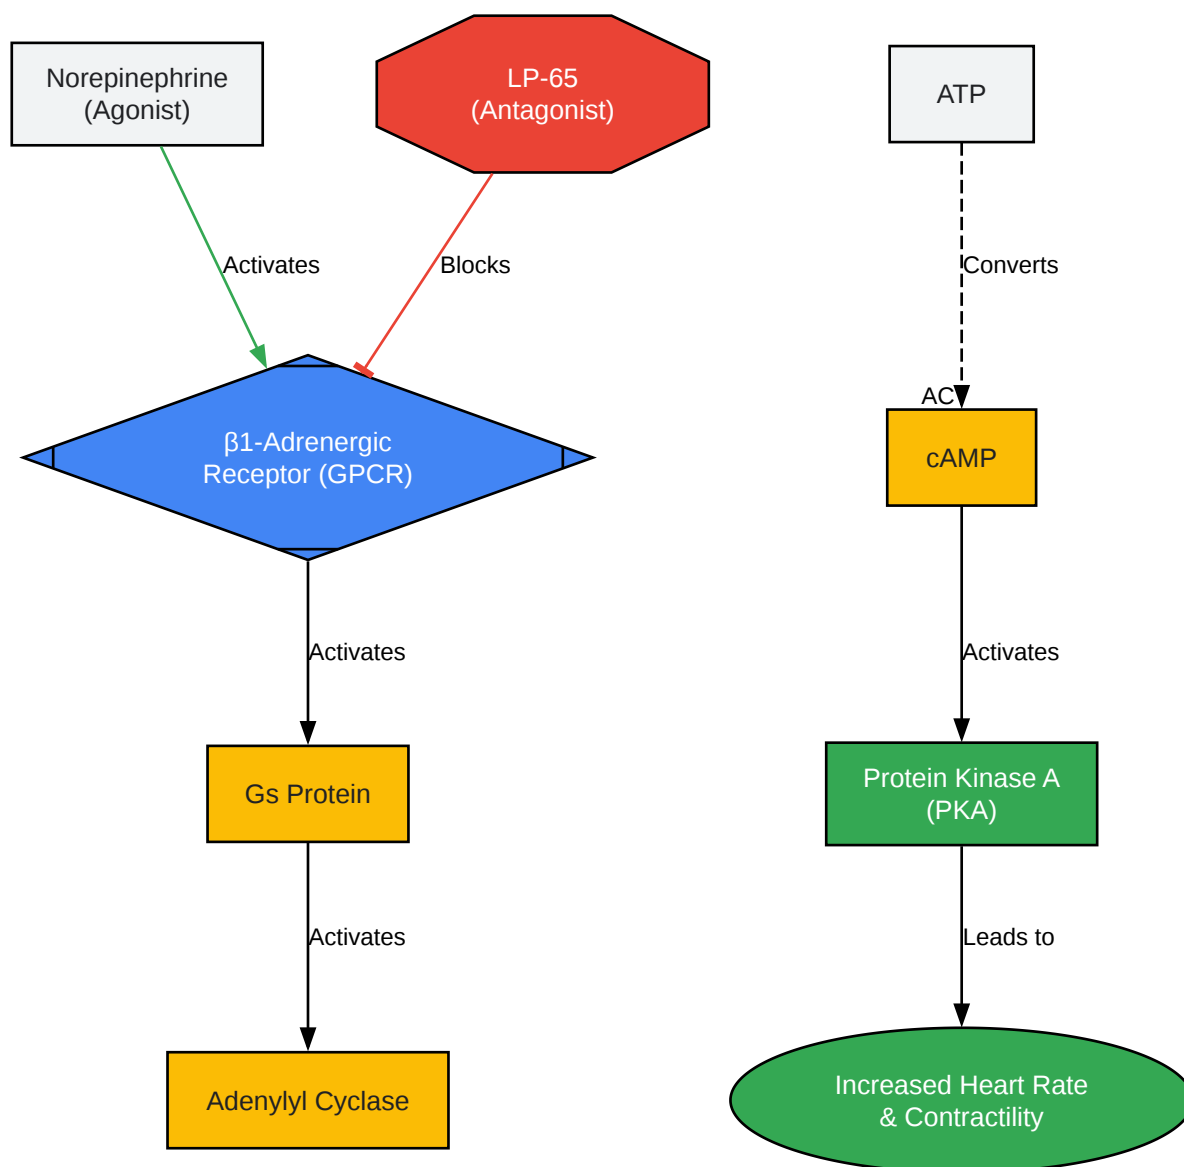 Norepinephrine
(Agonist)
LP-65
(Antagonist)
ATP
Activates
Blocks
Converts
AC
β1-Adrenergic
Receptor (GPCR)
cAMP
Activates
Activates
Gs Protein
Protein Kinase A
(PKA)
Activates
Leads to
Adenylyl Cyclase
Increased Heart Rate
& Contractility